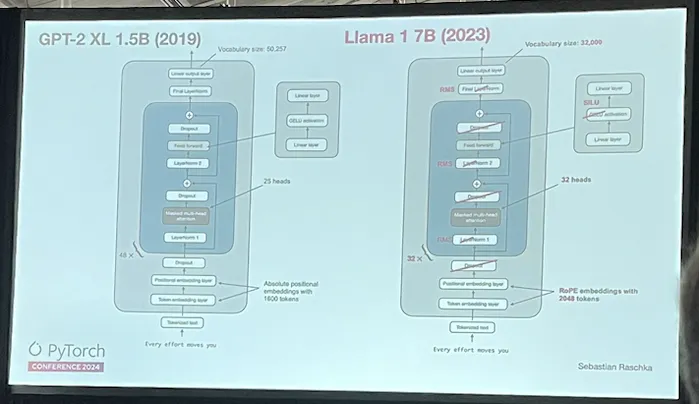 GPT-2 XL 1.5B (2019)
Vocabulary size: 50,257
Linear output layer
Final LayerNorm
Dropout
Feed forward
LayerNorm 2
Dropout
Masked multi-head
attention
LayerNorm 1
48 ×
Dropout
Positional embedding layer
Token embedding layer
Tokenized text
Every effort moves you
Linear layer
GELU activation
Linear layer
25 heads
Absolute positional
embeddings with
1600 tokens
Llama 1 7B (2023)
Vocabulary size: 32,000
Linear output layer
RMS
Final LayerNorm
Dropout
Feed forward
RMS
LayerNorm 2
Dropout
Masked multi-head
attention
RMS
LayerNorm 1
32 ×
Dropout
Positional embedding layer
Token embedding layer
Tokenized text
Every effort moves you
Linear layer
SILU
GELU activation
Linear layer
32 heads
RoPE embeddings with
2048 tokens
PyTorch
CONFERENCE 2024
Sebastian Raschka